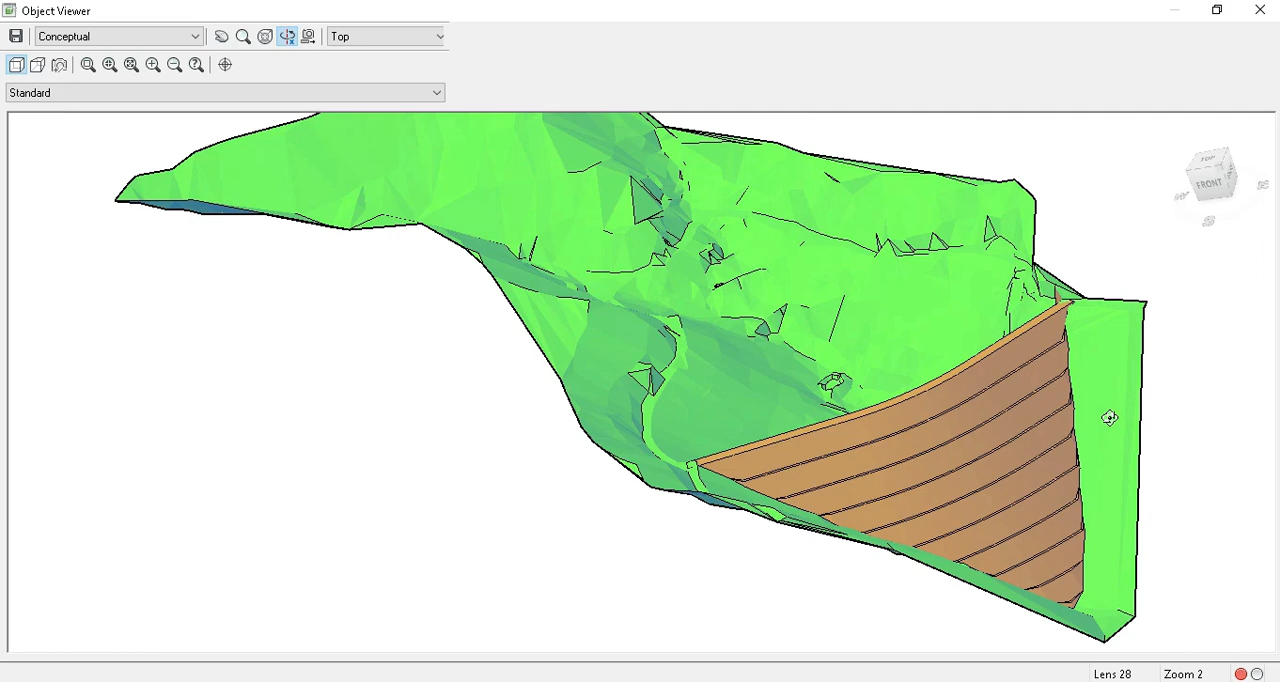 Object Viewer
Conceptual
Top
Standard
TOP
FRONT
W
E
S
Lens 28
Zoom 2